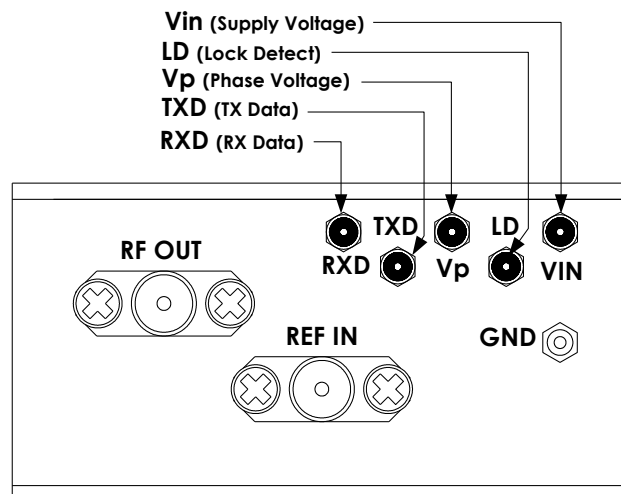 Vin (Supply Voltage)
LD (Lock Detect)
Vp (Phase Voltage)
TXD (TX Data)
RXD (RX Data)
TXD LD
RF OUT RXD Vp VIN
REF IN GND